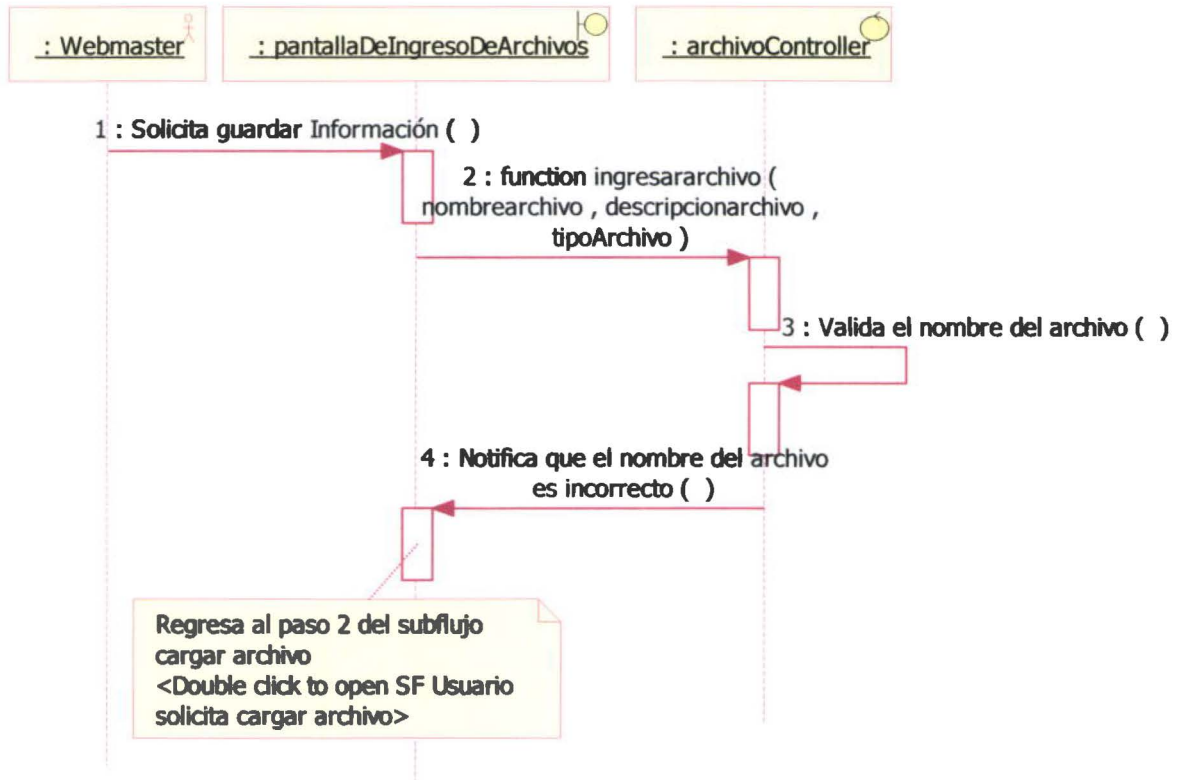 : Webmaster
: pantallaDeIngresoDeArchivos
: archivoController
1 : Solicita guardar Información ( )
2 : function ingresararchivo (
nombrearchivo , descripcionarchivo ,
tipoArchivo )
3 : Valida el nombre del archivo ( )
4 : Notifica que el nombre del archivo
es incorrecto ( )
Regresa al paso 2 del subflujo
cargar archivo
<Double click to open SF Usuario
solicita cargar archivo>